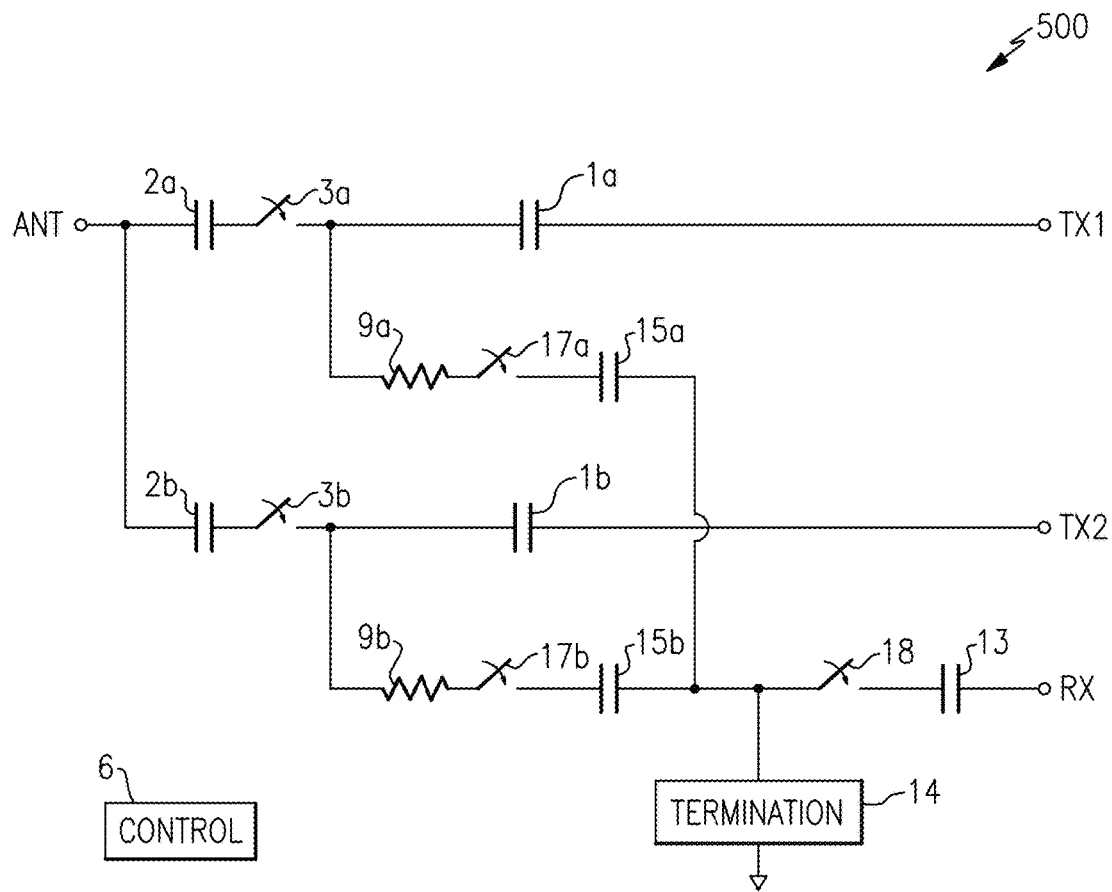 500
2a
3a
1a
ANT
TX1
9a
17a
15a
2b
3b
1b
TX2
9b
17b
15b
18
13
RX
6
CONTROL
TERMINATION
14